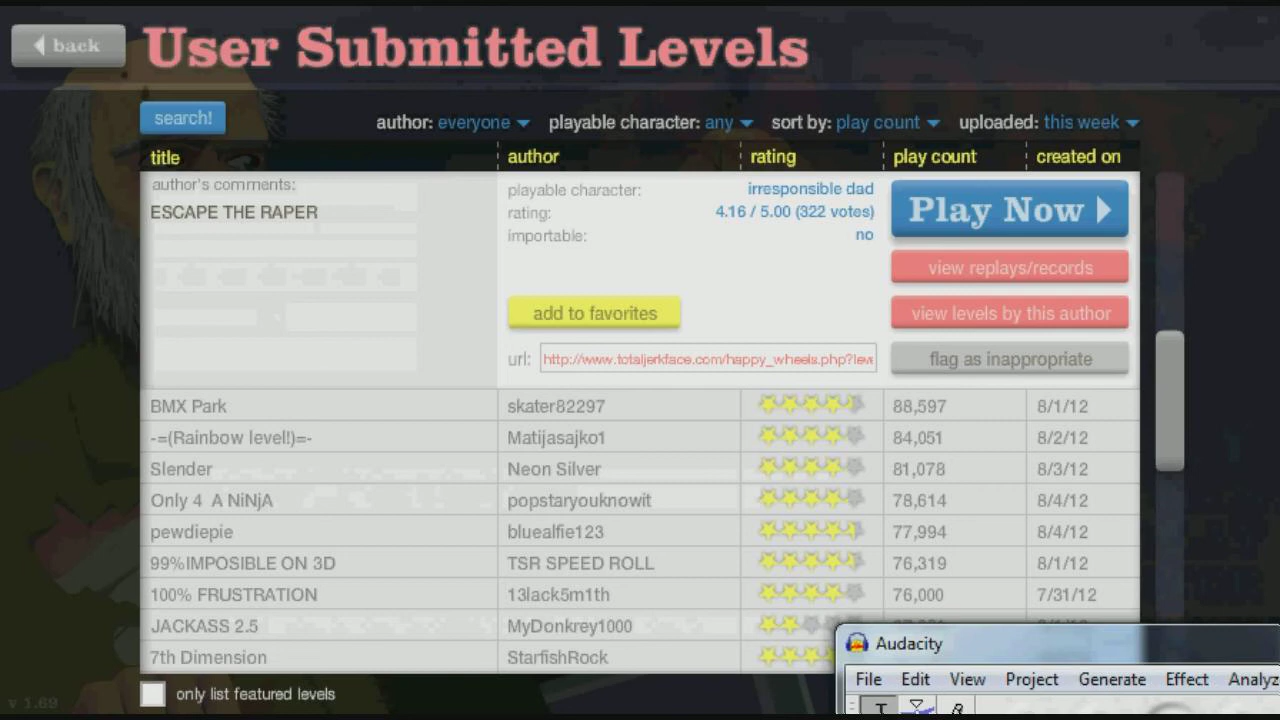 back User Submitted Levels
search! author: everyone playable character: any sort by: play count uploaded: this week
title author rating play count created on
author's comments: playable character: irresponsible dad Play Now
ESCAPE THE RAPER rating: 4.16 / 5.00 (322 votes)
importable: no
view replays/records
add to favorites view levels by this author
url: http://www.totaljerkface.com/happy_wheels.php?lev flag as inappropriate
BMX Park skater82297 88,597 8/1/12
-=(Rainbow level!)=- Matijasajko1 84,051 8/2/12
Slender Neon Silver 81,078 8/3/12
Only 4 A NiNjA popstaryouknowit 78,614 8/4/12
pewdiepie bluealfie123 77,994 8/4/12
99%IMPOSIBLE ON 3D TSR SPEED ROLL 76,319 8/1/12
100% FRUSTRATION 13lack5m1th 76,000 7/31/12
JACKASS 2.5 MyDonkrey1000
7th Dimension StarfishRock
Audacity
File Edit View Project Generate Effect Analyz
only list featured levels
v 1.69